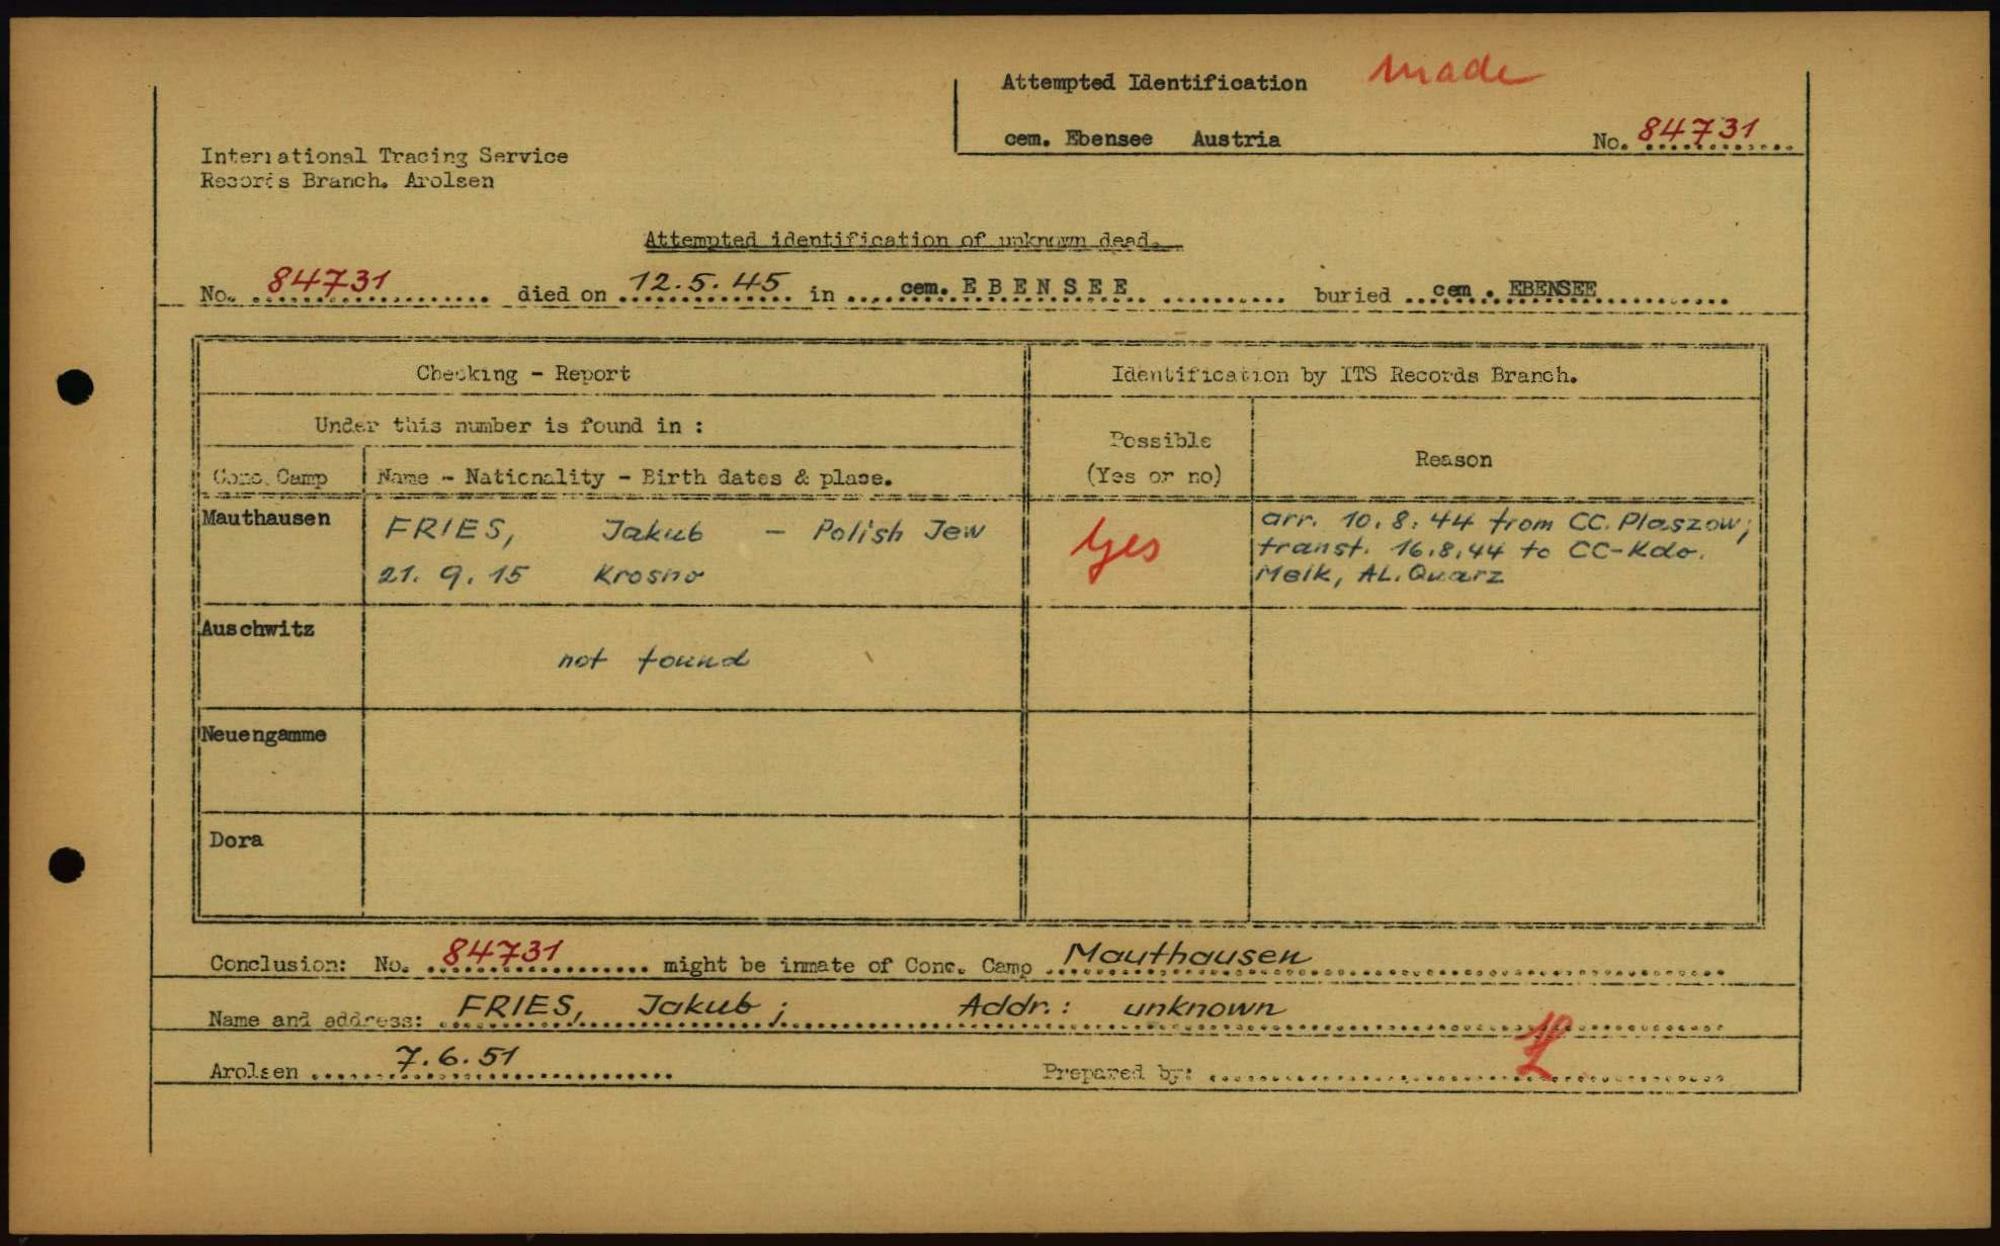 Attempted Identification made
cem. Ebensee Austria No. 84731
International Tracing Service
Records Branch. Arolsen
Attempted identification of unknown dead.
No. 84731 died on 12.5.45 in cem. EBENSEE buried cem. EBENSEE
Checking - Report Identification by ITS Records Branch.
Under this number is found in :
Possible
(Yes or no) Reason
Conc. Camp Name - Nationality - Birth dates & place.
Mauthausen FRIES, Jakub - Polish Jew Yes arr. 10.8.44 from CC. Plaszow;
transf. 16.8.44 to CC-Kdo.
21. 9. 15 Krosno Melk, AL. Quarz
Auschwitz
not found
Neuengamme
Dora
Conclusion: No. 84731 might be inmate of Conc. Camp Mauthausen
Name and address: FRIES, Jakub ; Addr.: unknown
Arolsen 7.6.51 Prepared by: